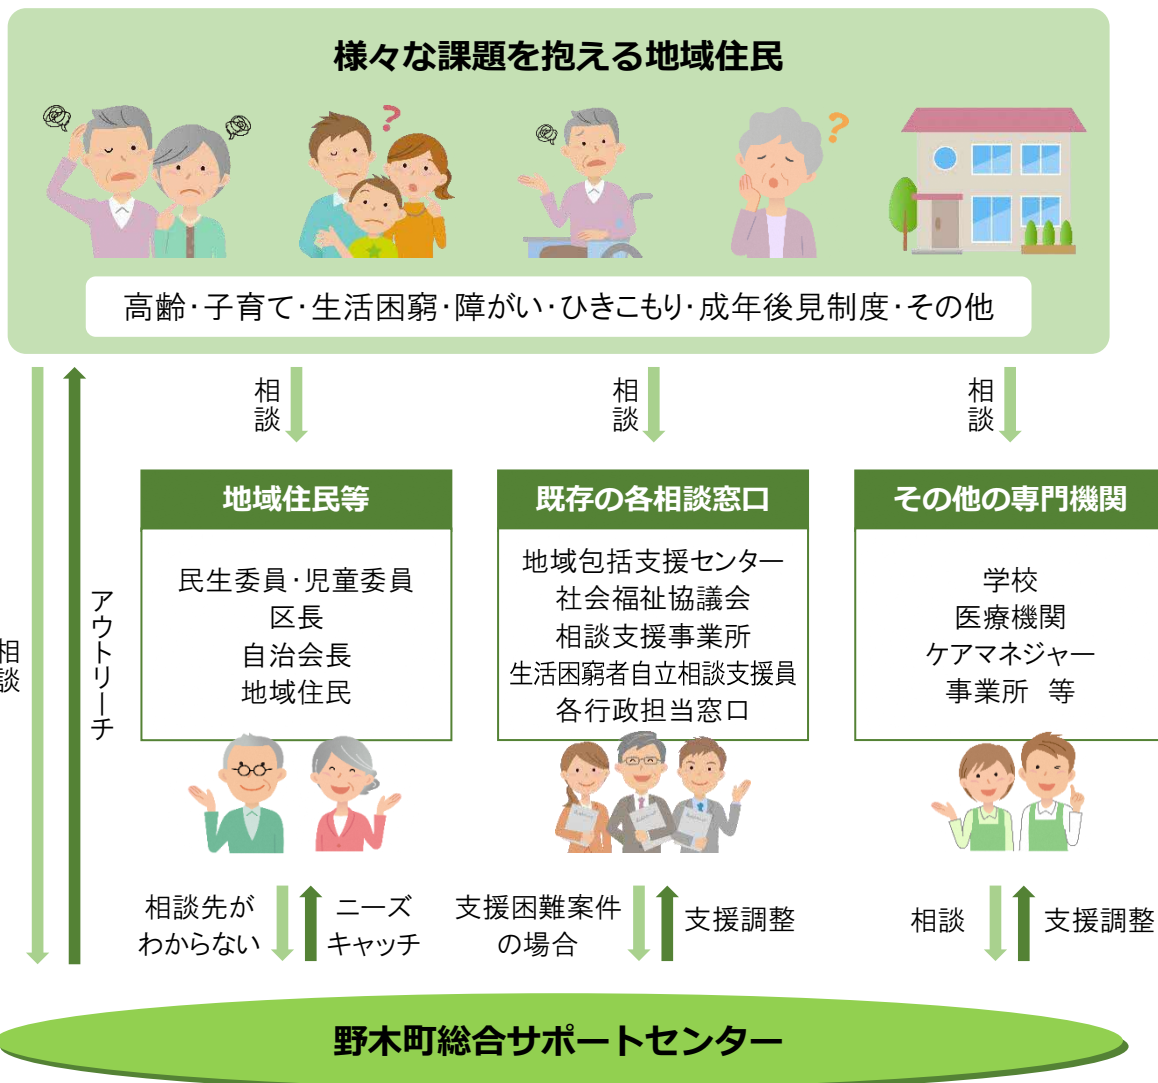 様々な課題を抱える地域住民
?
?
高齢・子育て・生活困窮・障がい・ひきこもり・成年後見制度・その他
相談
アウトリーチ
相談
相談
相談
地域住民等
民生委員・児童委員
区長
自治会長
地域住民
既存の各相談窓口
地域包括支援センター
社会福祉協議会
相談支援事業所
生活困窮者自立相談支援員
各行政担当窓口
その他の専門機関
学校
医療機関
ケアマネジャー
事業所 等
相談先が
わからない
ニーズ
キャッチ
支援困難案件
の場合
支援調整
相談
支援調整
野木町総合サポートセンター